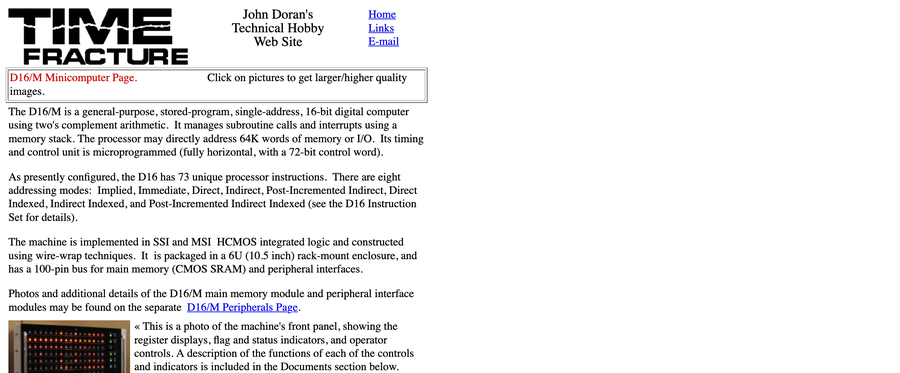 TIME
FRACTURE
John Doran's
Technical Hobby
Web Site
Home
Links
E-mail
D16/M Minicomputer Page. Click on pictures to get larger/higher quality
images.
The D16/M is a general-purpose, stored-program, single-address, 16-bit digital computer
using two's complement arithmetic. It manages subroutine calls and interrupts using a
memory stack. The processor may directly address 64K words of memory or I/O. Its timing
and control unit is microprogrammed (fully horizontal, with a 72-bit control word).
As presently configured, the D16 has 73 unique processor instructions. There are eight
addressing modes: Implied, Immediate, Direct, Indirect, Post-Incremented Indirect, Direct
Indexed, Indirect Indexed, and Post-Incremented Indirect Indexed (see the D16 Instruction
Set for details).
The machine is implemented in SSI and MSI HCMOS integrated logic and constructed
using wire-wrap techniques. It is packaged in a 6U (10.5 inch) rack-mount enclosure, and
has a 100-pin bus for main memory (CMOS SRAM) and peripheral interfaces.
Photos and additional details of the D16/M main memory module and peripheral interface
modules may be found on the separate D16/M Peripherals Page.
« This is a photo of the machine's front panel, showing the
register displays, flag and status indicators, and operator
controls. A description of the functions of each of the controls
and indicators is included in the Documents section below.